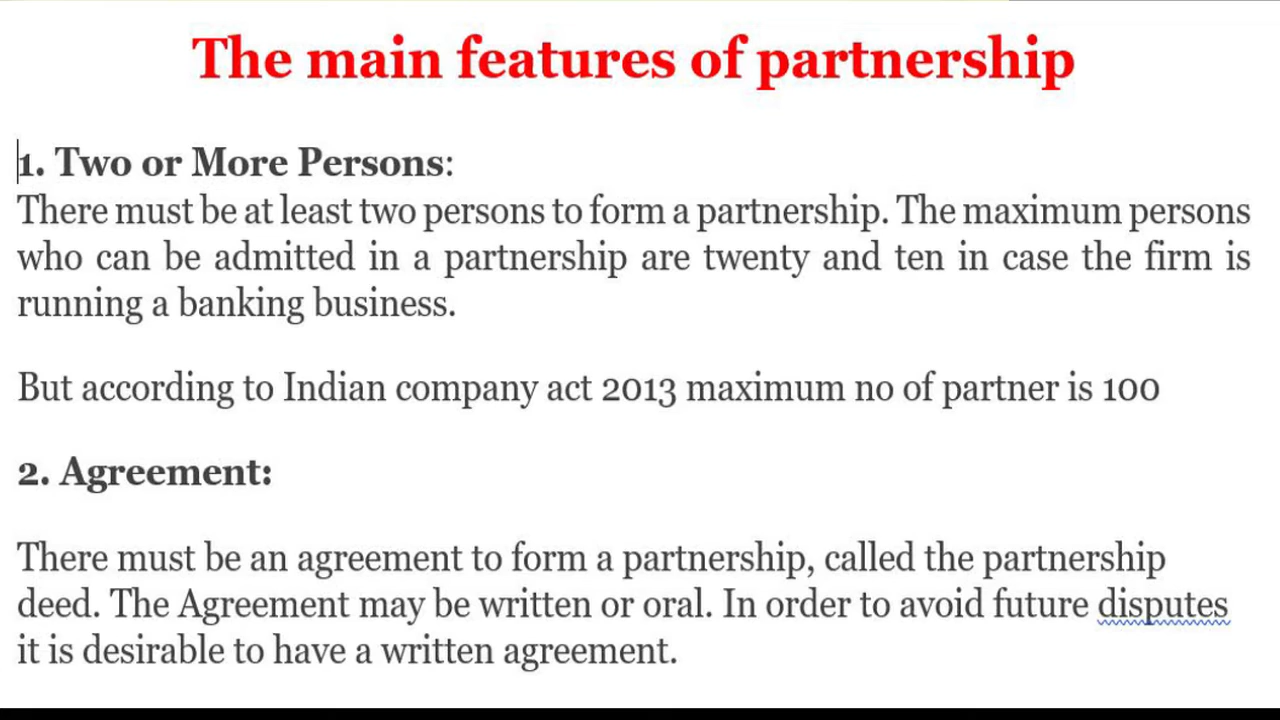 The main features of partnership
1. Two or More Persons:
There must be at least two persons to form a partnership. The maximum persons
who can be admitted in a partnership are twenty and ten in case the firm is
running a banking business.
But according to Indian company act 2013 maximum no of partner is 100
2. Agreement:
There must be an agreement to form a partnership, called the partnership
deed. The Agreement may be written or oral. In order to avoid future disputes
it is desirable to have a written agreement.